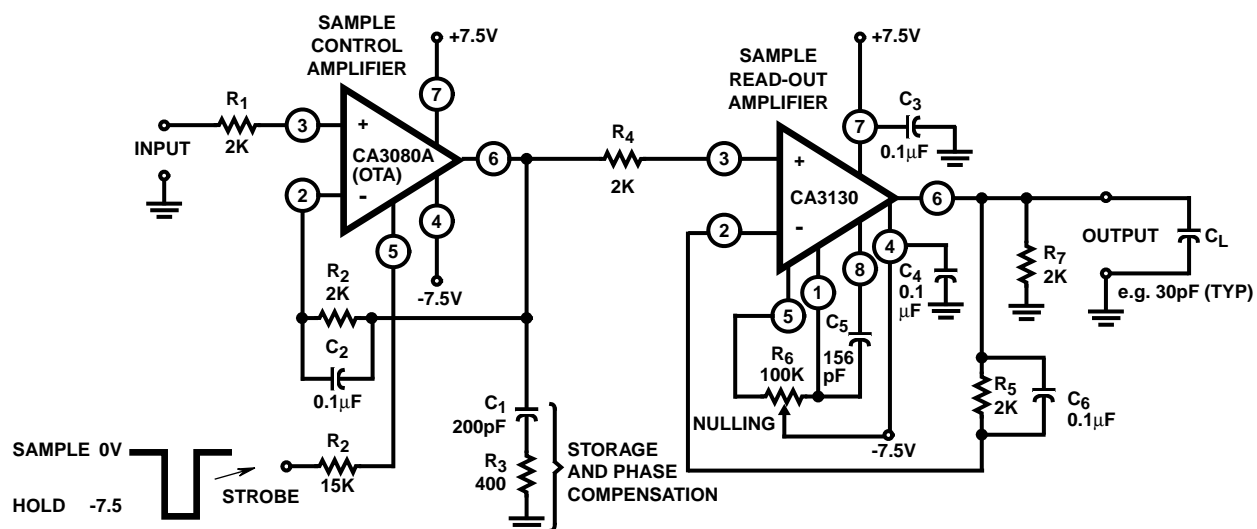 SAMPLE
CONTROL
AMPLIFIER
+7.5V
7
R1
2K
3
+
INPUT
CA3080A
(OTA)
6
2
-
5
4
-7.5V
R2
2K
C2
0.1µF
C1
200pF
R3
400
STORAGE
AND PHASE
COMPENSATION
SAMPLE 0V
HOLD -7.5
STROBE
R2
15K
R4
2K
SAMPLE
READ-OUT
AMPLIFIER
+7.5V
7
C3
0.1µF
3
+
CA3130
6
2
-
4
8
1
5
C4
0.1
µF
C5
156
pF
R6
100K
NULLING
-7.5V
R7
2K
OUTPUT
CL
e.g. 30pF (TYP)
R5
2K
C6
0.1µF